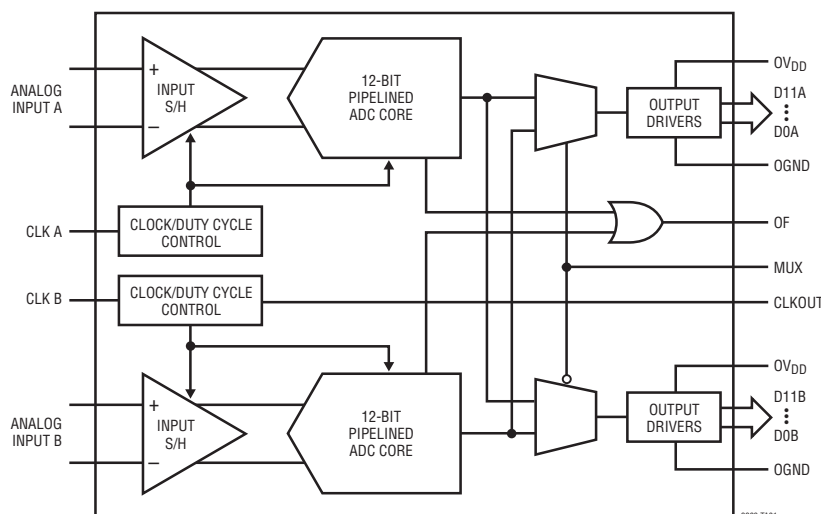 ANALOG
INPUT A
+
−
INPUT
S/H
12-BIT
PIPELINED
ADC CORE
OUTPUT
DRIVERS
OVDD
D11A
D0A
OGND
CLK A
CLOCK/DUTY CYCLE
CONTROL
OF
MUX
CLK B
CLOCK/DUTY CYCLE
CONTROL
CLKOUT
ANALOG
INPUT B
+
−
INPUT
S/H
12-BIT
PIPELINED
ADC CORE
OUTPUT
DRIVERS
OVDD
D11B
D0B
OGND